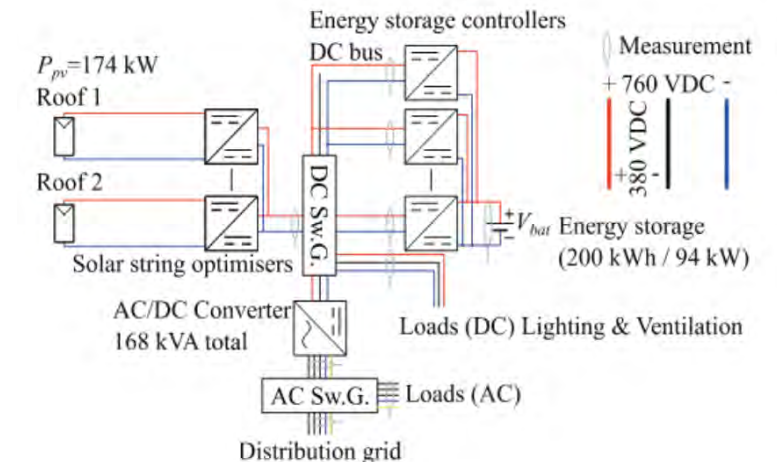 Energy storage controllers
DC bus
Measurement
+ 760 VDC -
380 VDC
+ -
P_pv=174 kW
Roof 1
Roof 2
Solar string optimisers
DC Sw.G.
+
-
V_bat
Energy storage
(200 kWh / 94 kW)
AC/DC Converter
168 kVA total
Loads (DC) Lighting & Ventilation
AC Sw.G.
Loads (AC)
Distribution grid